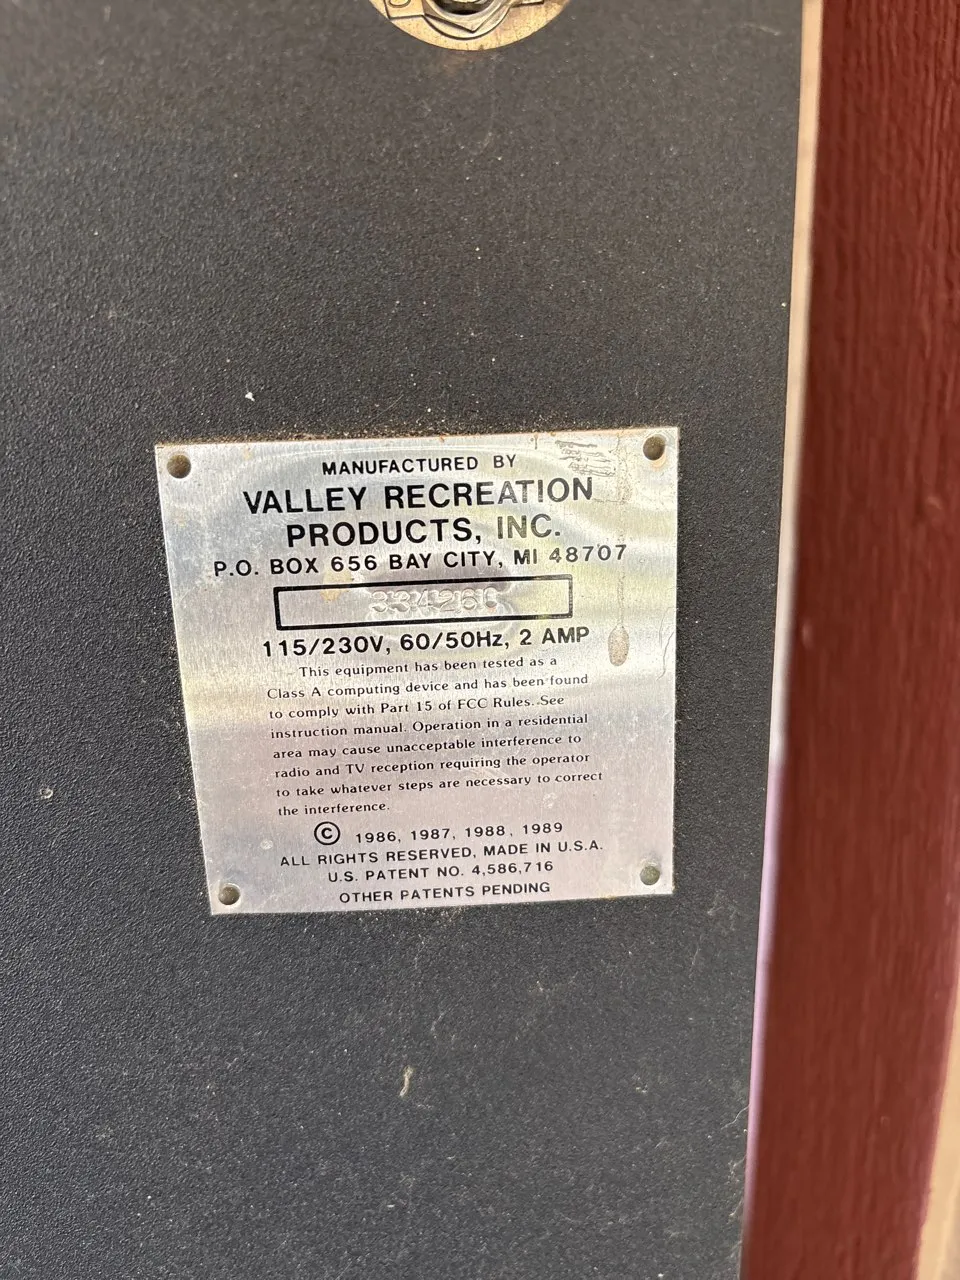 MANUFACTURED BY
VALLEY RECREATION
PRODUCTS, INC.
P.O. BOX 656 BAY CITY, MI 48707
115/230V, 60/50Hz, 2 AMP
This equipment has been tested as a
Class A computing device and has been found
to comply with Part 15 of FCC Rules. See
instruction manual. Operation in a residential
area may cause unacceptable interference to
radio and TV reception requiring the operator
to take whatever steps are necessary to correct
the interference.
© 1986, 1987, 1988, 1989
ALL RIGHTS RESERVED, MADE IN U.S.A.
U.S. PATENT NO. 4,586,716
OTHER PATENTS PENDING